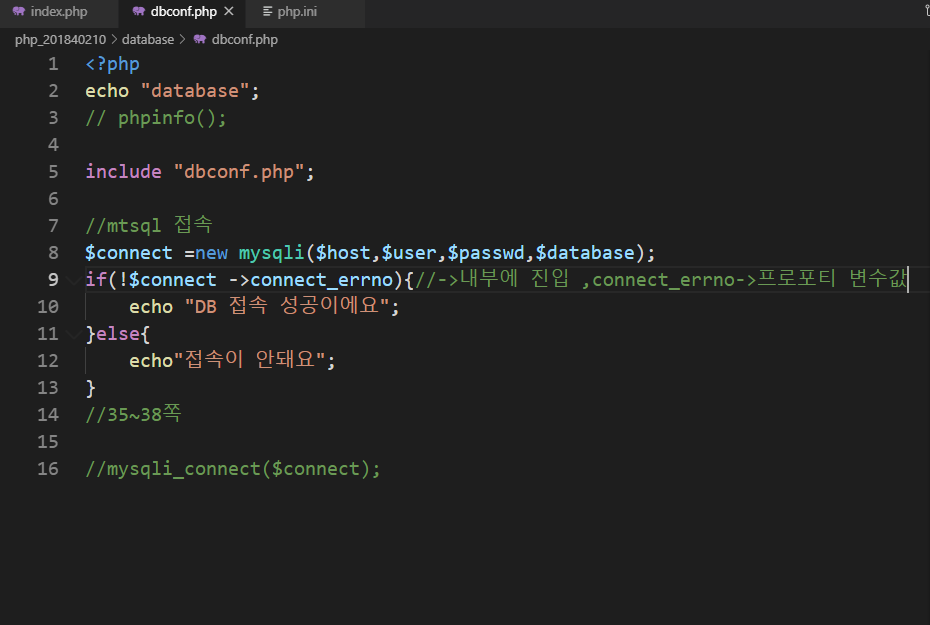 index.php dbconf.php php.ini
php_201840210 > database > dbconf.php
1 <?php
2 echo "database";
3 // phpinfo();
4
5 include "dbconf.php";
6
7 //mtsql 접속
8 $connect =new mysqli($host,$user,$passwd,$database);
9 if(!$connect ->connect_errno){//->내부에 진입 ,connect_errno->프로포티 변수값
10 echo "DB 접속 성공이에요";
11 }else{
12 echo"접속이 안돼요";
13 }
14 //35~38쪽
15
16 //mysqli_connect($connect);